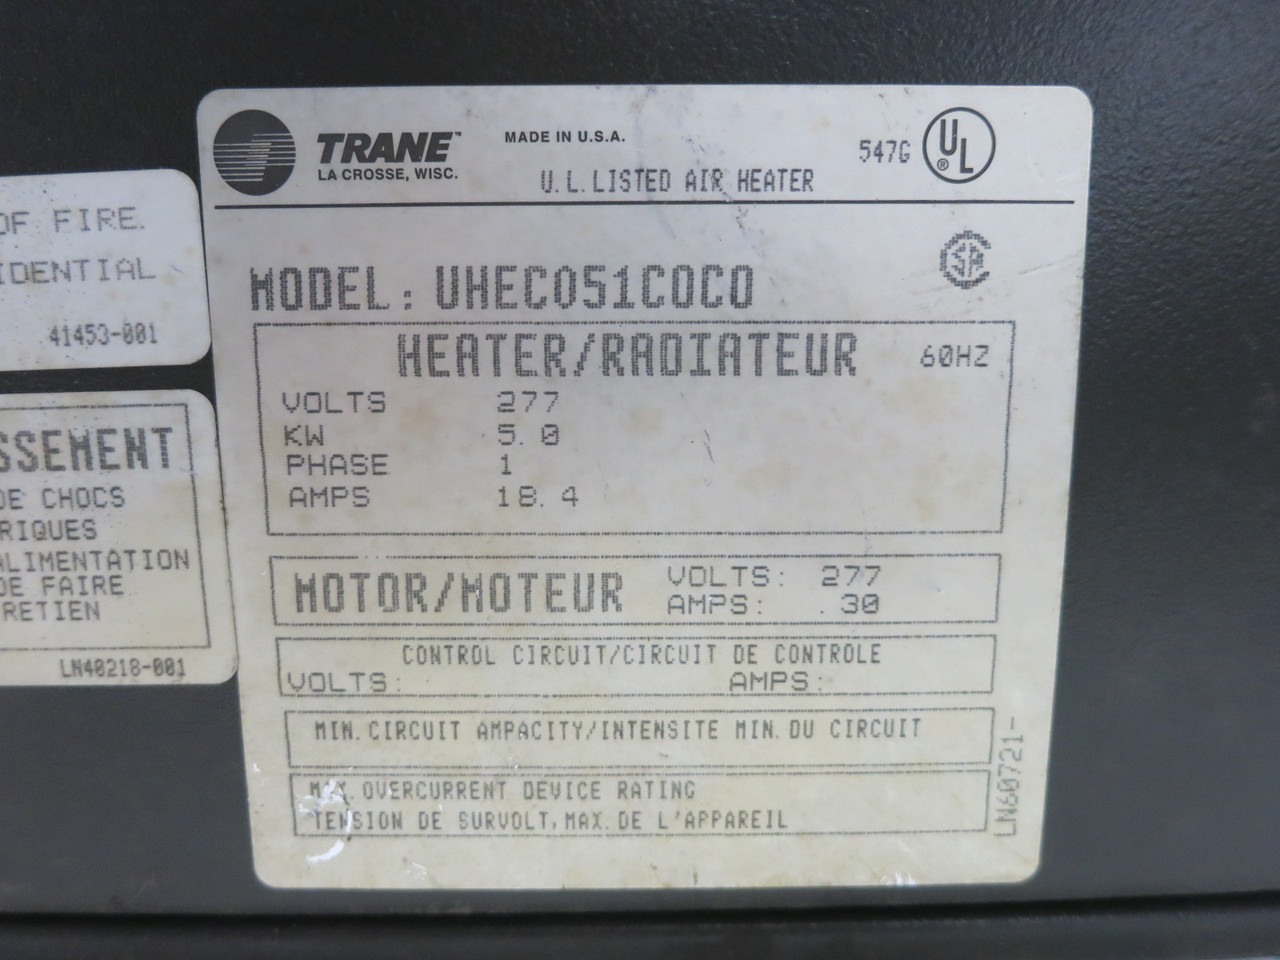 OF FIRE.
IDENTIAL
41453-001
SSEMENT
DE CHOCS
RIQUES
ALIMENTATION
DE FAIRE
RETIEN
LN40218-001
TRANE™
LA CROSSE, WISC.
MADE IN U.S.A.
U.L. LISTED AIR HEATER
547G
UL®
SA
MODEL: UHEC051C0C0
HEATER/RADIATEUR 60HZ
VOLTS 277
KW 5.0
PHASE 1
AMPS 18.4
MOTOR/MOTEUR
VOLTS: 277
AMPS: .30
CONTROL CIRCUIT/CIRCUIT DE CONTROLE
VOLTS: AMPS:
MIN. CIRCUIT AMPACITY/INTENSITE MIN. DU CIRCUIT
MAX. OVERCURRENT DEVICE RATING
TENSION DE SURVOLT, MAX. DE L'APPAREIL
LN60721-